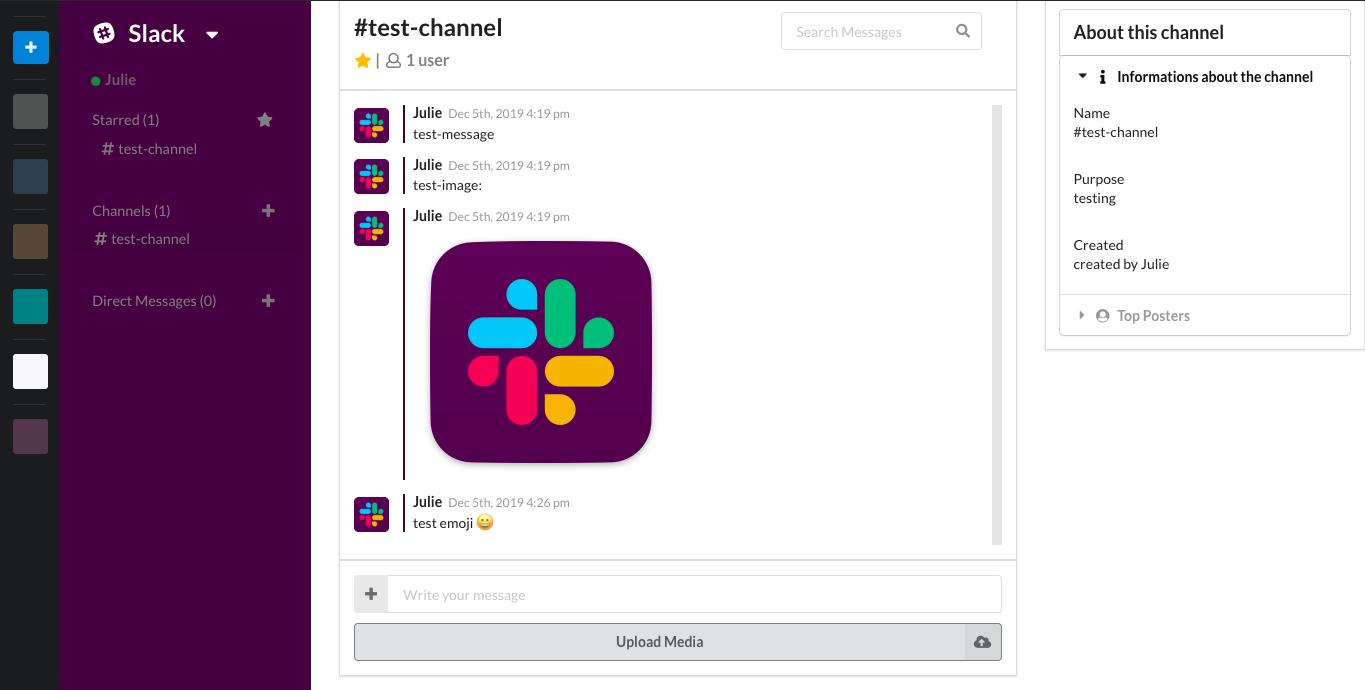 Slack
Julie
Starred (1)
# test-channel
Channels (1)
# test-channel
Direct Messages (0)
#test-channel
| 1 user
Search Messages
Julie Dec 5th, 2019 4:19 pm
test-message
Julie Dec 5th, 2019 4:19 pm
test-image:
Julie Dec 5th, 2019 4:19 pm
Julie Dec 5th, 2019 4:26 pm
test emoji 😀
Write your message
Upload Media
About this channel
Informations about the channel
Name
#test-channel
Purpose
testing
Created
created by Julie
Top Posters